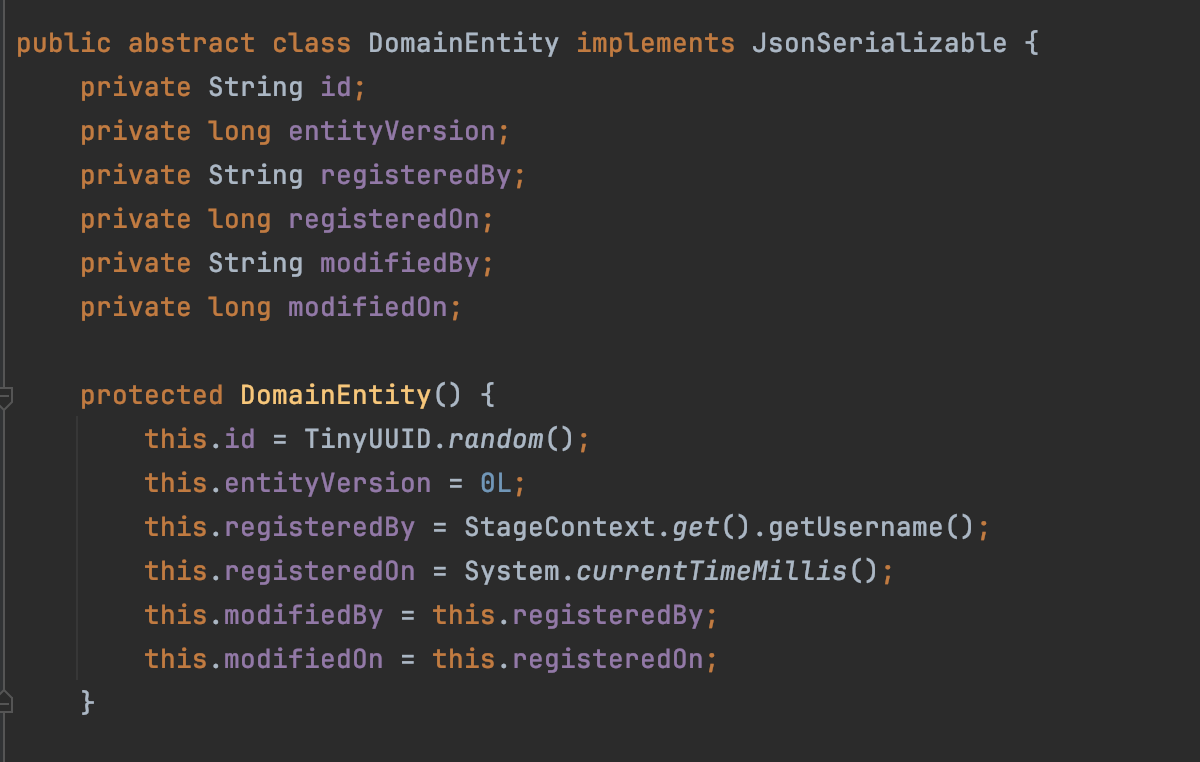 public abstract class DomainEntity implements JsonSerializable {
    private String id;
    private long entityVersion;
    private String registeredBy;
    private long registeredOn;
    private String modifiedBy;
    private long modifiedOn;

    protected DomainEntity() {
        this.id = TinyUUID.random();
        this.entityVersion = 0L;
        this.registeredBy = StageContext.get().getUsername();
        this.registeredOn = System.currentTimeMillis();
        this.modifiedBy = this.registeredBy;
        this.modifiedOn = this.registeredOn;
    }